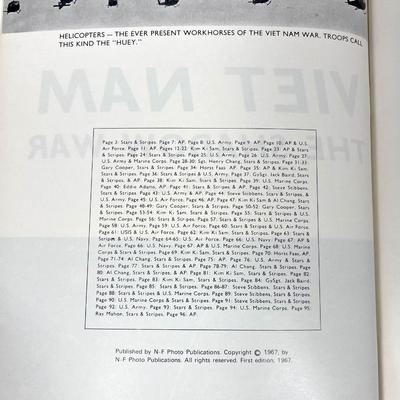 HELICOPTERS — THE EVER PRESENT WORKHORSES OF THE VIET NAM WAR. TROOPS CALL
THIS KIND THE "HUEY."
VIET NAM
THE
WAR
Page 3: Stars & Stripes. Page 7: AP. Page 8: U.S. Army. Page 9: AP. Page 10: AP & U.S.
Air Force. Page 11: AP. Pages 12-22: Kim Ki Sam, Stars & Stripes. Page 23: AP & Stars
& Stripes. Page 24: Stars & Stripes. Page 25: U.S. Army. Page 26: U.S. Army. Page 27:
U.S. Army & Marine Corps. Page 28-30: Sgt. Henry Chang, Stars & Stripes. Page 31-33:
Gary Cooper, Stars & Stripes. Page 34: Horst Faas AP. Page 35: AP & Kim Ki Sam,
Stars & Stripes. Page 36: Stars & Stripes & U.S. Army. Page 37: GySgt. Jack Baird, Stars
& Stripes, & AP. Page 38: Kim Ki Sam, Stars & Stripes. Page 39: U.S. Marine Corps.
Page 40: Eddie Adams, AP. Page 41: Stars & Stripes & AP. Page 42: Steve Stibbens,
Stars & Stripes. Page 43: U.S. Army & AP. Page 44: Steve Stibbens, Stars & Stripes, &
U.S. Army. Page 45: U.S. Air Force. Page 46: AP. Page 47: Kim Ki Sam & Al Chang, Stars &
Stripes. Page 48-49: Gary Cooper, Stars & Stripes. Page 50-52: Gary Cooper, Stars &
Stripes. Page 53-54: Kim Ki Sam, Stars & Stripes. Page 55: Stars & Stripes & U.S.
Marine Corps. Page 56: Stars & Stripes. Page 57: Stars & Stripes & U.S. Marine Corps.
Page 58: U.S. Army. Page 59: U.S. Air Force. Page 60: Stars & Stripes & U.S. Air Force.
Page 61: USIS & U.S. Air Force. Page 62: Kim Ki Sam, Stars & Stripes. Page 63: Stars &
Stripes & U.S. Navy. Page 64-65: U.S. Air Force. Page 66: U.S. Navy. Page 67: AP &
U.S. Air Force. Page 66: U.S. Navy. Page 67: AP & U.S. Marine Corps. Page 68: U.S.
Marine Corps. Page 69: Kim Ki Sam, Stars & Stripes. Page 70: Horst Faas, AP.
Page 71-74: Al Chang, Stars & Stripes. Page 75: AP. Page 76: U.S. Army & Stars &
Stripes. Page 77: Al Chang, Stars & Stripes & AP. Page 78-79: Al Chang, Stars & Stripes.
Page 80: Al Chang, Stars & Stripes, & AP. Page 81: Kim Ki Sam, Stars & Stripes. Page 82:
Stars & Stripes. Page 83: Kim Ki Sam, Stars & Stripes. Page 84: GySgt. Jack Baird,
Stars & Stripes. Page 85: Stars & Stripes. Page 86-87: Steve Stibbens, Stars & Stripes.
Page 88: Stars & Stripes & U.S. Marine Corps. Page 89: Steve Stibbens, Stars & Stripes.
Page 90: U.S. Marine Corps, Stars & Stripes. Page 91: Steve Stibbens, Stars & Stripes.
Page 92: U.S. Army. Page 93: Stars & Stripes. Page 94: U.S. Marine Corps. Page 95:
Ray Mahon, Stars & Stripes. Page 96: AP.
Published by N-F Photo Publications. Copyright © 1967, by
N-F Photo Publications. All rights reserved. First edition, 1967.